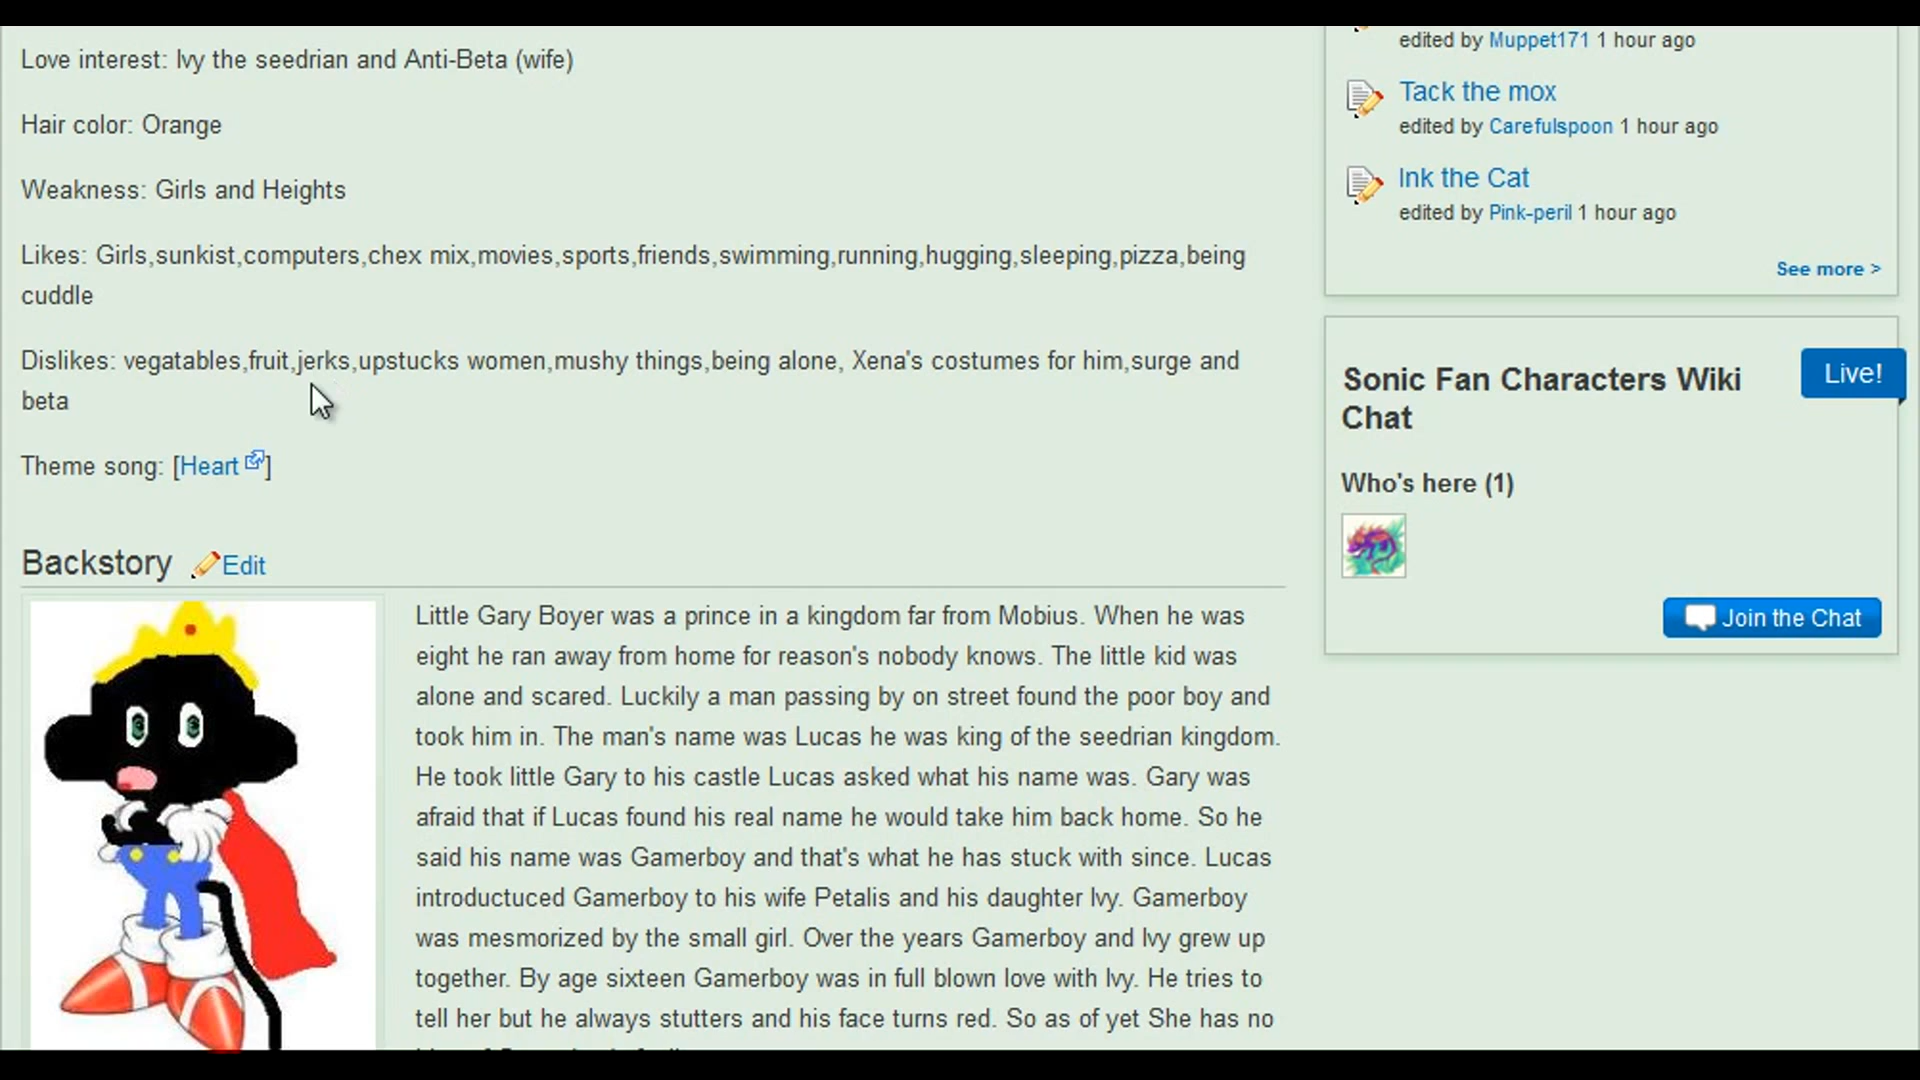 Love interest: Ivy the seedrian and Anti-Beta (wife)
Hair color: Orange
Weakness: Girls and Heights
Likes: Girls,sunkist,computers,chex mix,movies,sports,friends,swimming,running,hugging,sleeping,pizza,being
cuddle
Dislikes: vegatables,fruit,jerks,upstucks women,mushy things,being alone, Xena's costumes for him,surge and
beta
Theme song: [Heart]
Backstory Edit
Little Gary Boyer was a prince in a kingdom far from Mobius. When he was
eight he ran away from home for reason's nobody knows. The little kid was
alone and scared. Luckily a man passing by on street found the poor boy and
took him in. The man's name was Lucas he was king of the seedrian kingdom.
He took little Gary to his castle Lucas asked what his name was. Gary was
afraid that if Lucas found his real name he would take him back home. So he
said his name was Gamerboy and that's what he has stuck with since. Lucas
introductuced Gamerboy to his wife Petalis and his daughter Ivy. Gamerboy
was mesmorized by the small girl. Over the years Gamerboy and Ivy grew up
together. By age sixteen Gamerboy was in full blown love with Ivy. He tries to
tell her but he always stutters and his face turns red. So as of yet She has no
edited by Muppet171 1 hour ago
Tack the mox
edited by Carefulspoon 1 hour ago
Ink the Cat
edited by Pink-peril 1 hour ago
See more >
Sonic Fan Characters Wiki
Chat
Live!
Who's here (1)
Join the Chat